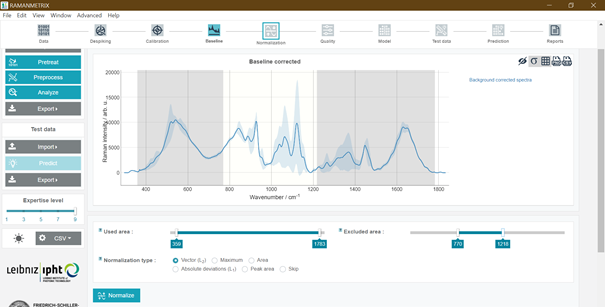 RAMANMETRIX
File Edit View Window Advanced Help
Data Despiking Calibration Baseline Normalization Quality Model Test data Prediction Reports
Pretreat
Preprocess
Analyze
Export
Test data
Import
Predict
Export
Expertise level
1 3 5 7 9
CSV
Leibniz ipht
FRIEDRICH-SCHILLER-
Baseline corrected
Background corrected spectra
Raman Intensity / arb. u.
20000
15000
10000
5000
0
400 600 800 1000 1200 1400 1600 1800
Wavenumber / cm⁻¹
Used area:
359 1783
Excluded area:
770 1218
Normalization type:
Vector (L₂) Maximum Area
Absolute deviations (L₁) Peak area Skip
Normalize